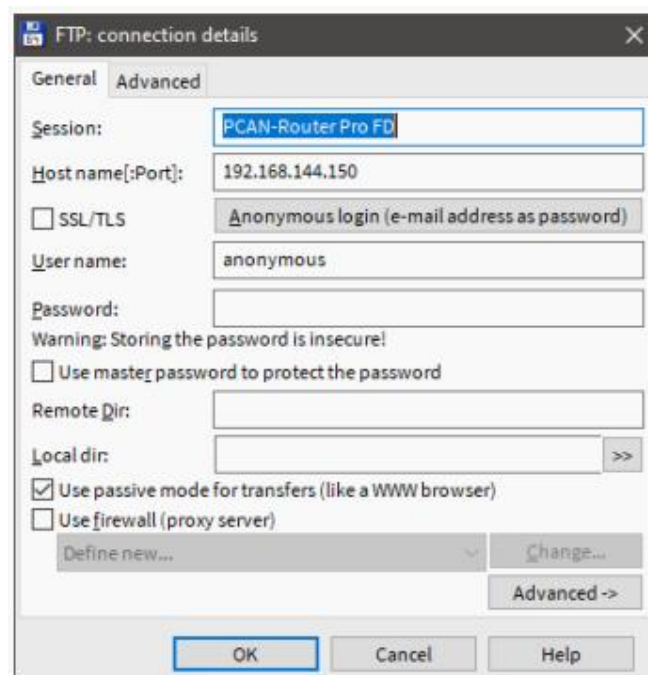 FTP: connection details
General Advanced
Session: PCAN-Router Pro FD
Host name[:Port]: 192.168.144.150
SSL/TLS Anonymous login (e-mail address as password)
User name: anonymous
Password:
Warning: Storing the password is insecure!
Use master password to protect the password
Remote Dir:
Local dir: >>
Use passive mode for transfers (like a WWW browser)
Use firewall (proxy server)
Define new... Change...
Advanced ->
OK Cancel Help